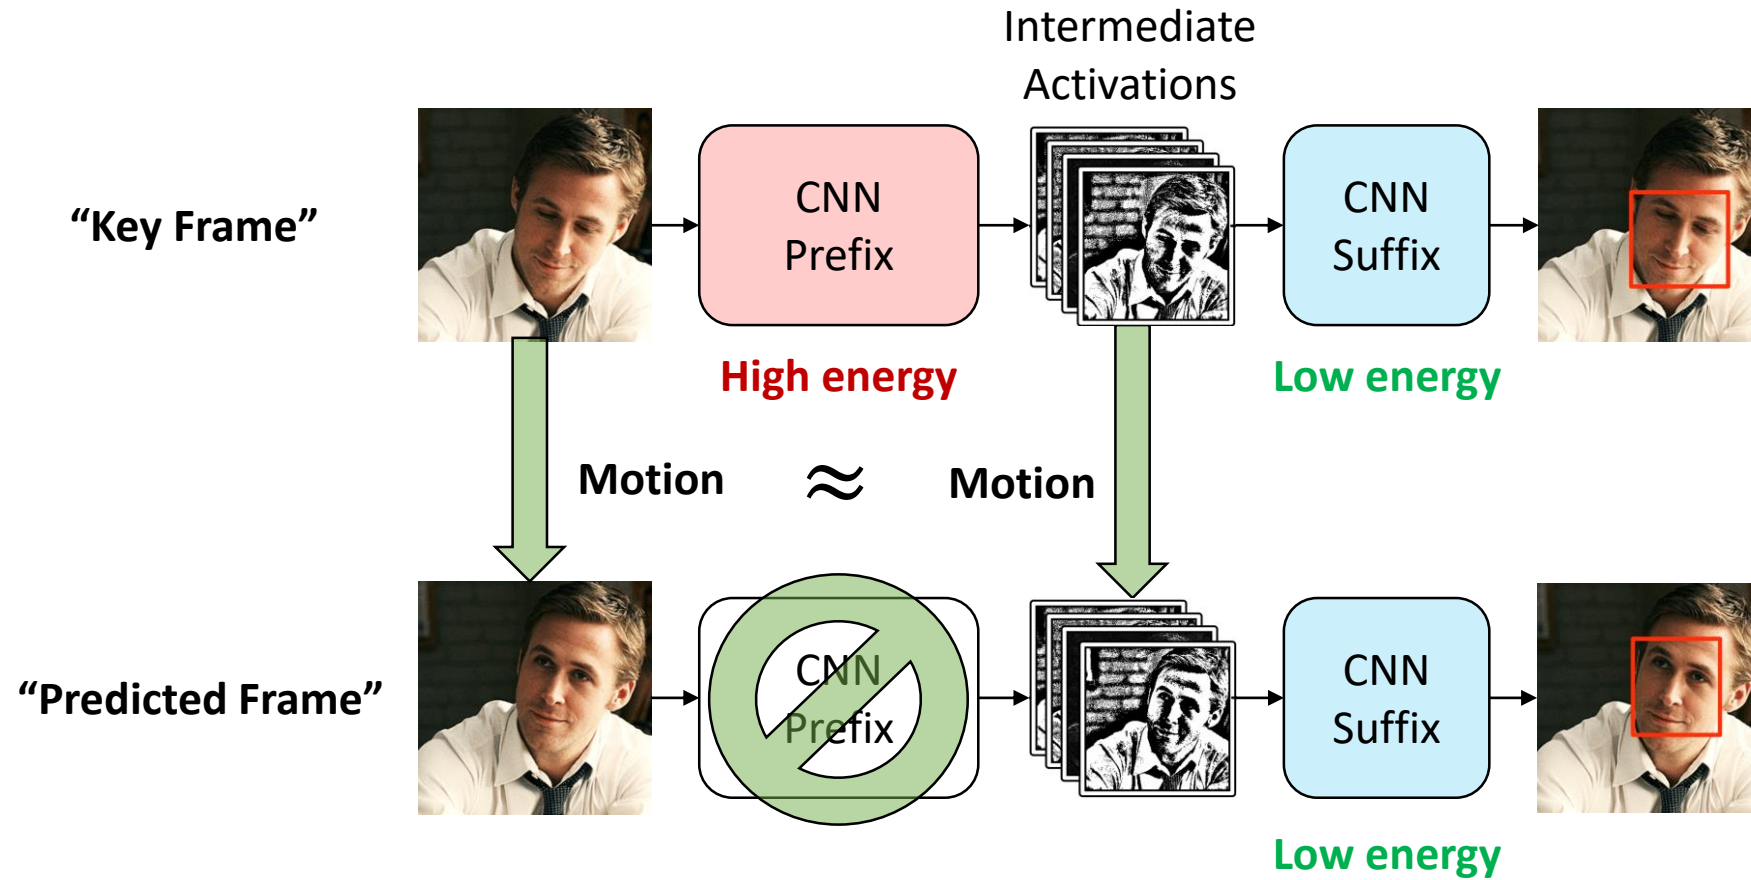 Intermediate
Activations
“Key Frame”
CNN
Prefix
CNN
Suffix
High energy
Low energy
Motion ≈ Motion
“Predicted Frame”
CNN
Prefix
CNN
Suffix
Low energy